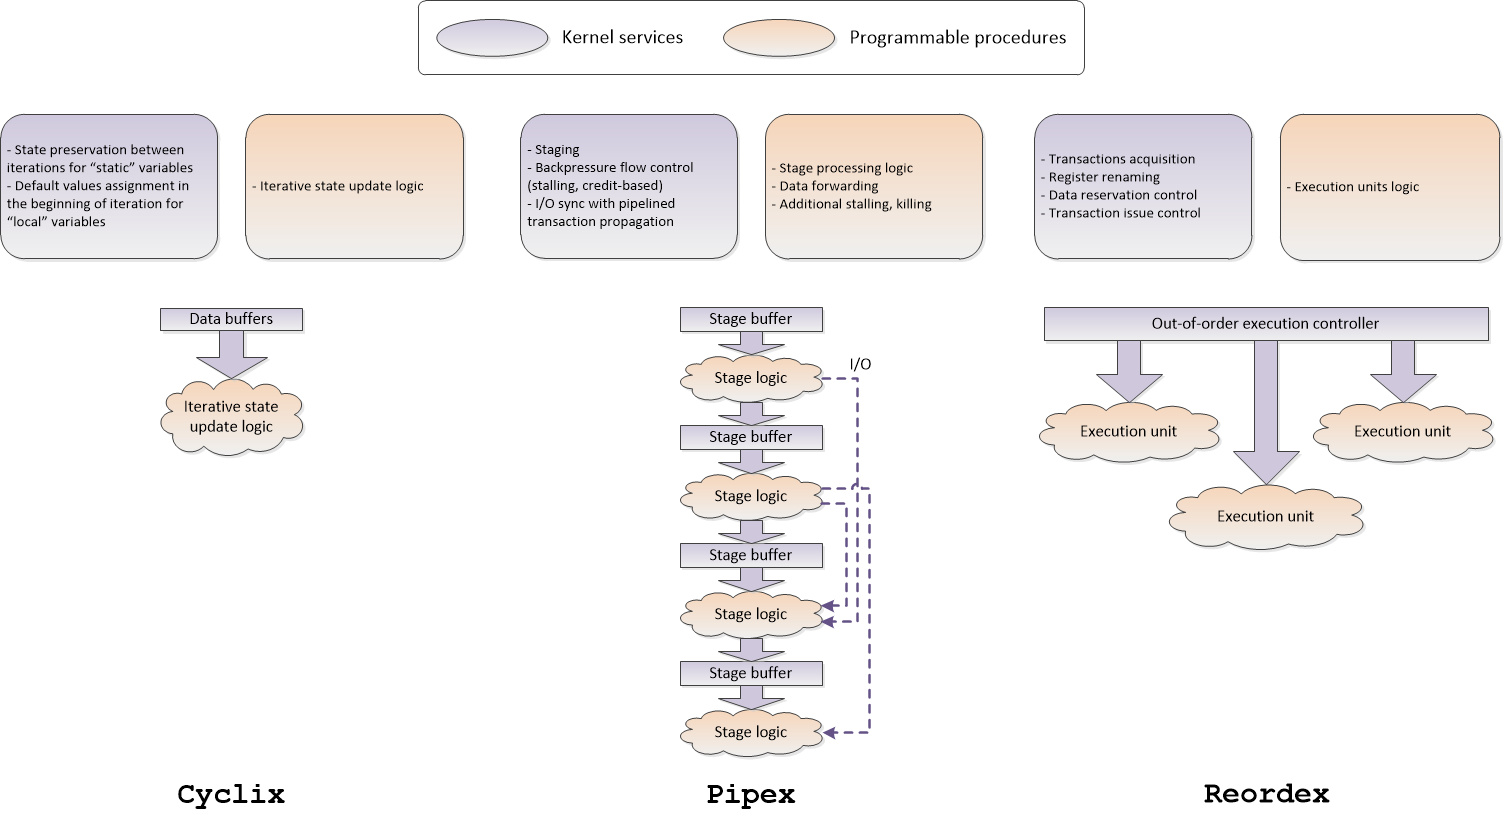 Kernel services
Programmable procedures
- State preservation between
iterations for “static” variables
- Default values assignment in
the beginning of iteration for
“local” variables
- Iterative state update logic
- Staging
- Backpressure flow control
(stalling, credit-based)
- I/O sync with pipelined
transaction propagation
- Stage processing logic
- Data forwarding
- Additional stalling, killing
- Transactions acquisition
- Register renaming
- Data reservation control
- Transaction issue control
- Execution units logic
Data buffers
Iterative state
update logic
Stage buffer
Stage logic
I/O
Stage buffer
Stage logic
Stage buffer
Stage logic
Stage buffer
Stage logic
Out-of-order execution controller
Execution unit
Execution unit
Execution unit
Cyclix
Pipex
Reordex